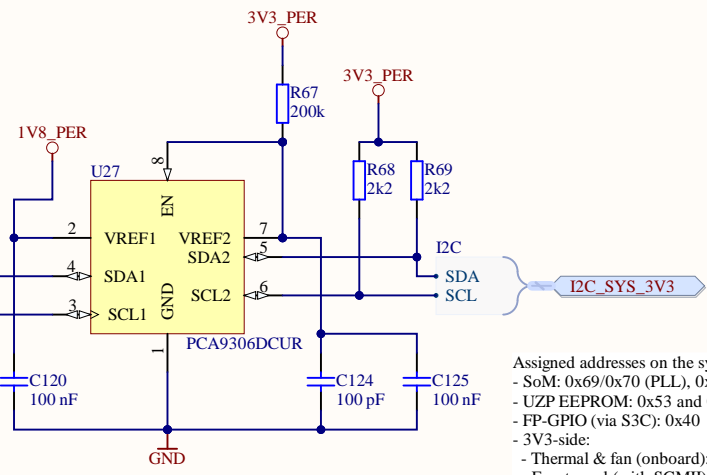 3V3_PER
R67
200k
3V3_PER
1V8_PER
U27
8
R68
2k2
R69
2k2
EN
2
VREF1
VREF2
7
I2C
SDA2
5
4
SDA1
SDA
SCL2
6
SCL
I2C_SYS_3V3
3
SCL1
GND
1
PCA9306DCUR
C120
100 nF
C124
100 pF
C125
100 nF
GND
Assigned addresses on the
- SoM: 0x69/0x70 (PLL),
- UZP EEPROM: 0x53 and
- FP-GPIO (via S3C): 0x40
- 3V3-side:
- Thermal & fan (onboard):